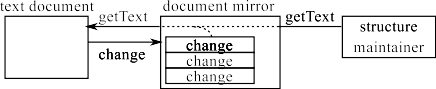 text document
document mirror
getText
getText
change
change
change
change
structure
maintainer